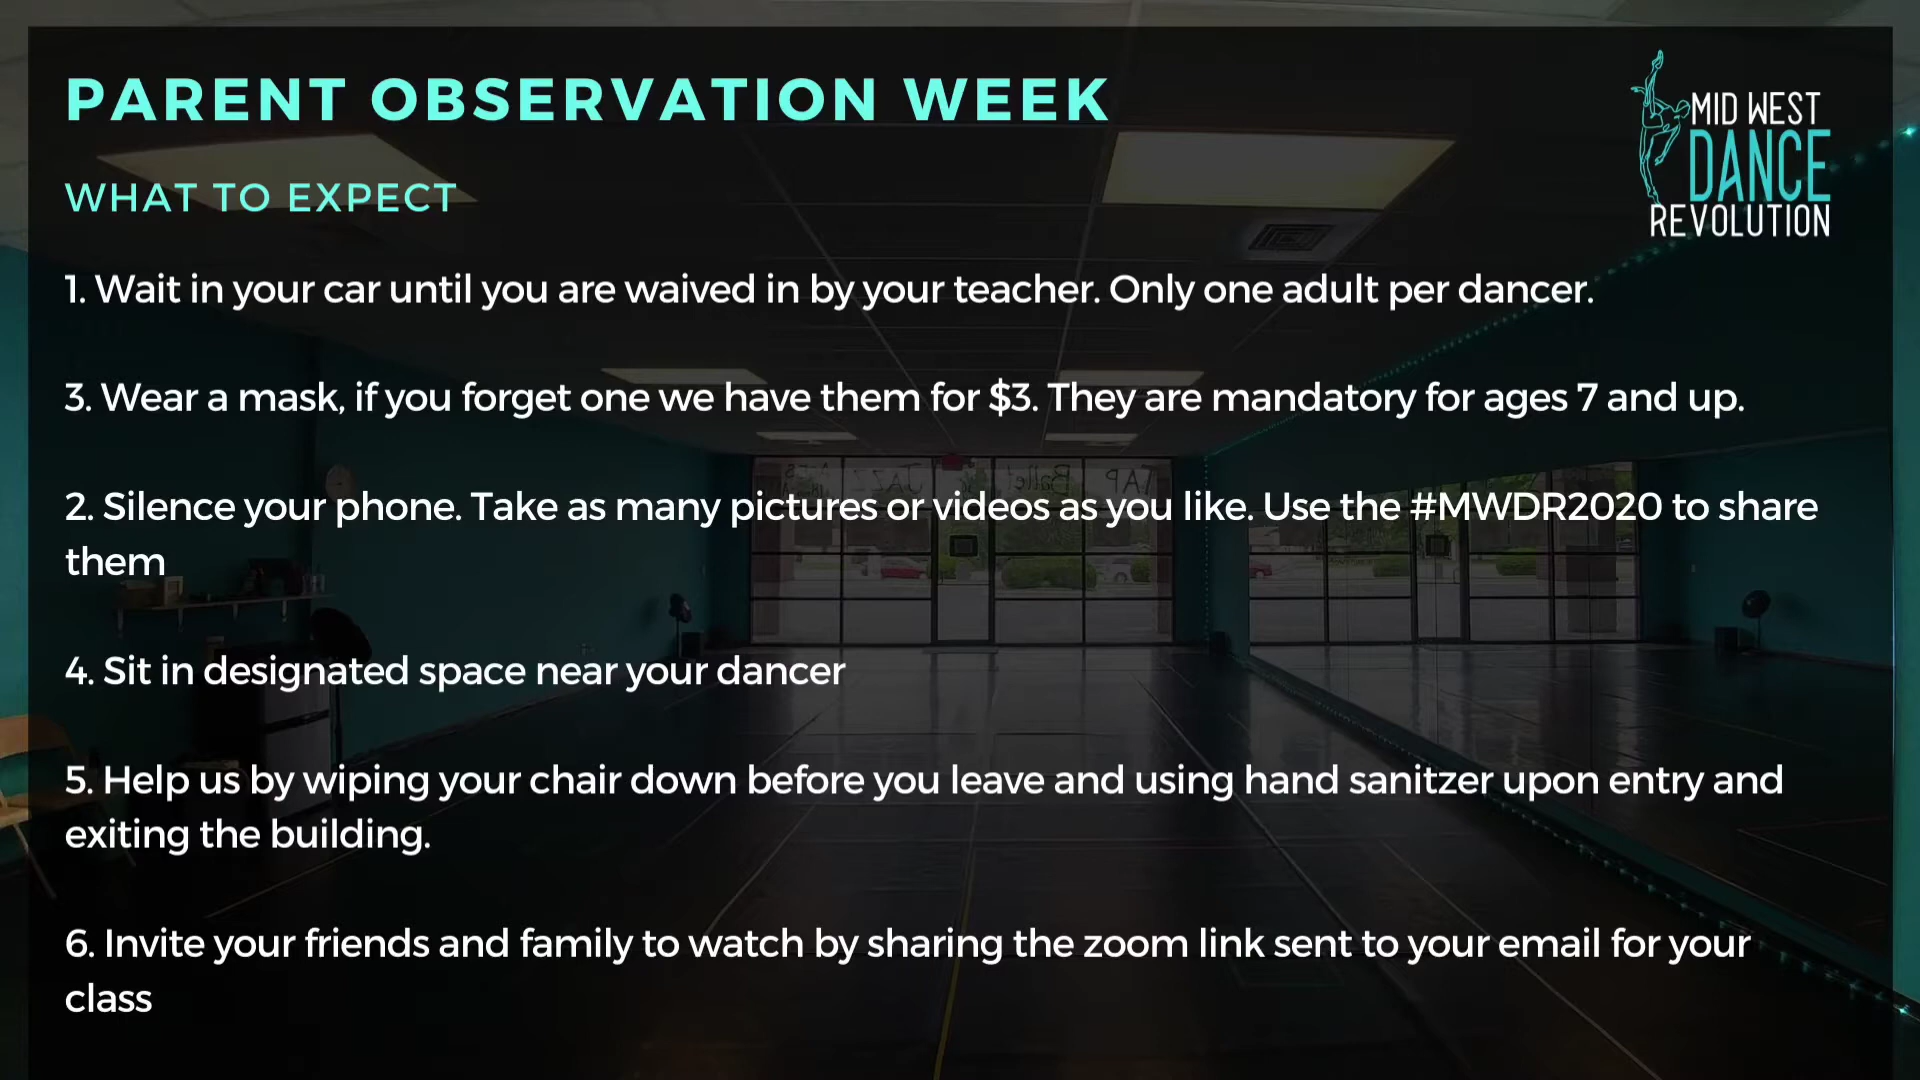 PARENT OBSERVATION WEEK
MID WEST
DANCE
REVOLUTION
WHAT TO EXPECT
1. Wait in your car until you are waived in by your teacher. Only one adult per dancer.
3. Wear a mask, if you forget one we have them for $3. They are mandatory for ages 7 and up.
2. Silence your phone. Take as many pictures or videos as you like. Use the #MWDR2020 to share
them
4. Sit in designated space near your dancer
5. Help us by wiping your chair down before you leave and using hand sanitzer upon entry and
exiting the building.
6. Invite your friends and family to watch by sharing the zoom link sent to your email for your
class